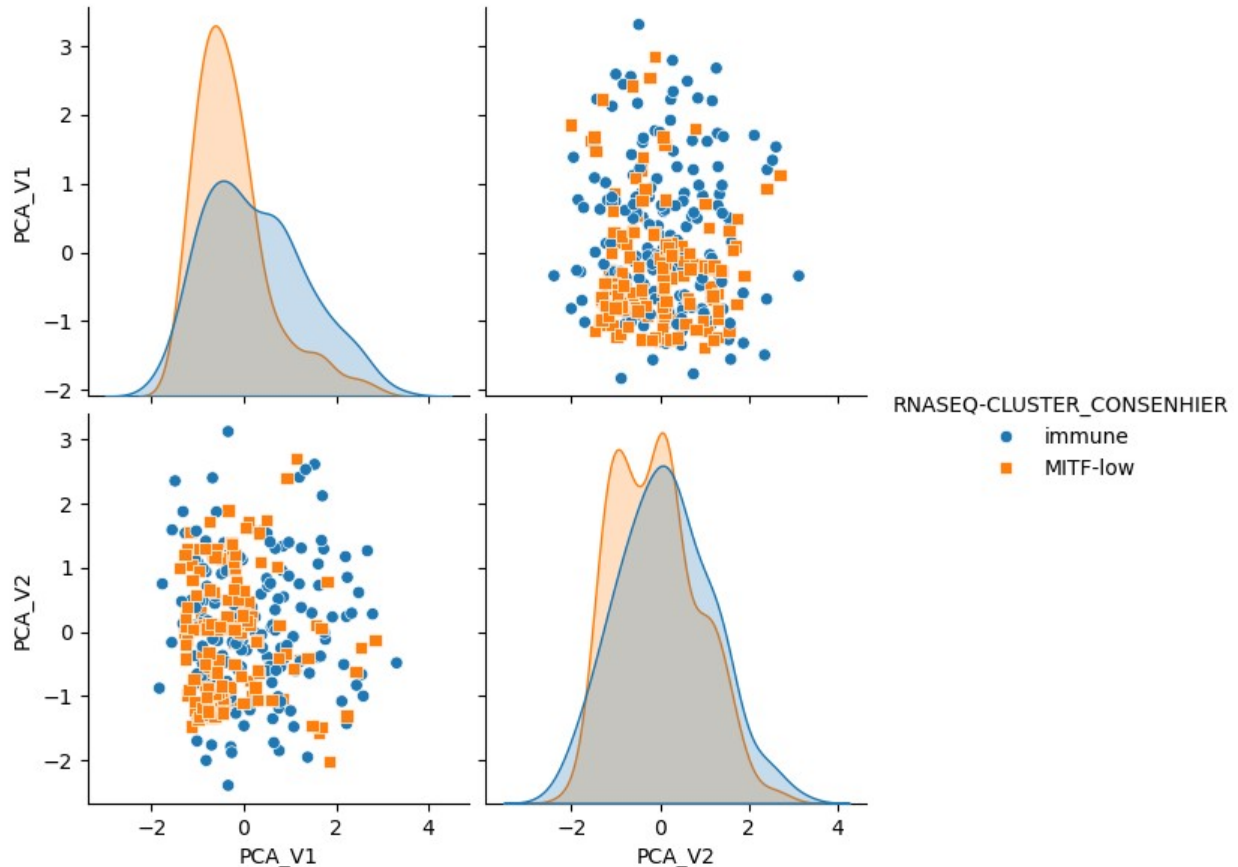 PCA_V1
3
2
1
0
−1
−2
RNASEQ-CLUSTER_CONSENHIER
immune
MITF-low
PCA_V2
3
2
1
0
−1
−2
−2 0 2 4
PCA_V1
−2 0 2 4
PCA_V2